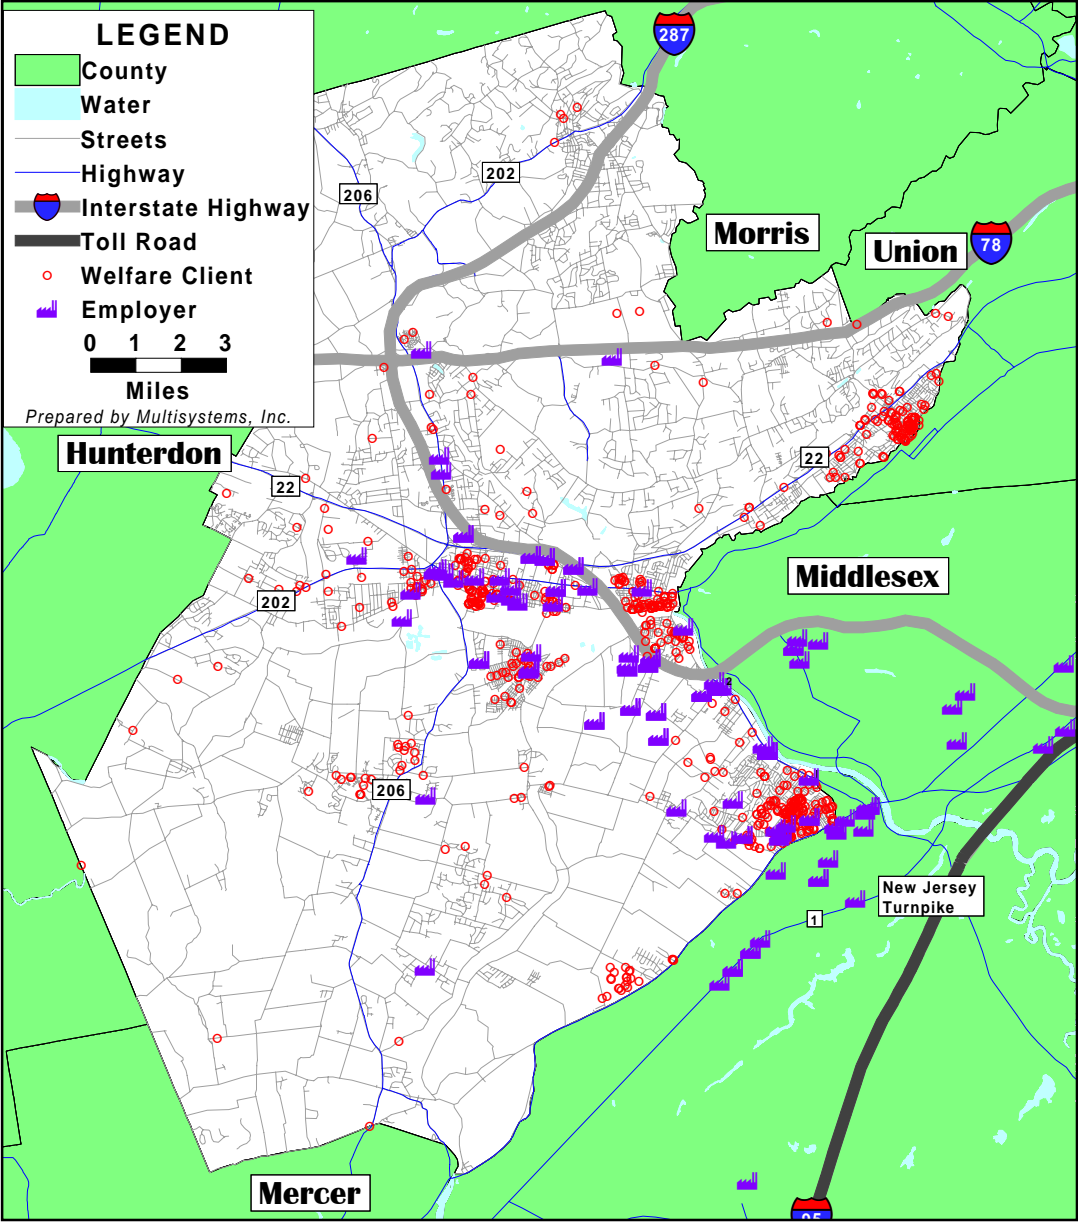 LEGEND
County
Water
Streets
Highway
Interstate Highway
Toll Road
Welfare Client
Employer
0 1 2 3
Miles
Prepared by Multisystems, Inc.
287
202
206
Morris
Union
78
Hunterdon
22
22
202
Middlesex
2
206
New Jersey
Turnpike
1
Mercer
95